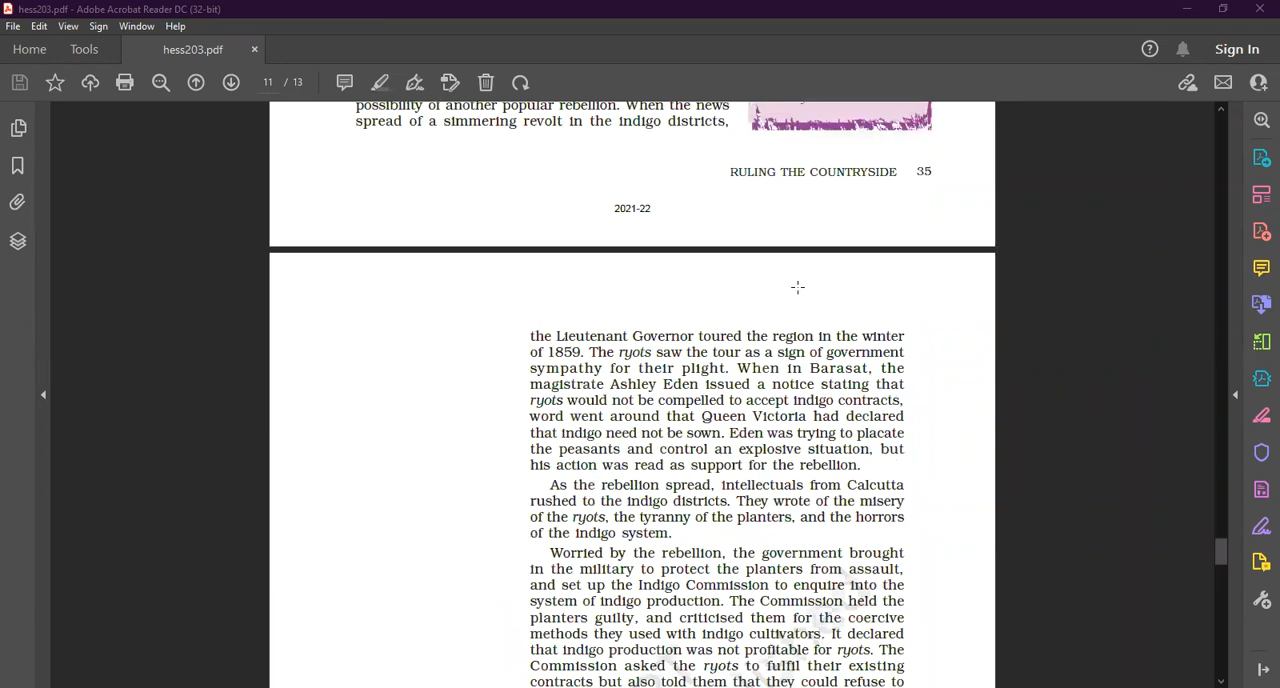 hess203.pdf - Adobe Acrobat Reader DC (32-bit)
File Edit View Sign Window Help
Home Tools hess203.pdf × Sign In
11 / 13
possibility of another popular rebellion. When the news
spread of a simmering revolt in the indigo districts,
RULING THE COUNTRYSIDE 35
2021-22
the Lieutenant Governor toured the region in the winter
of 1859. The ryots saw the tour as a sign of government
sympathy for their plight. When in Barasat, the
magistrate Ashley Eden issued a notice stating that
ryots would not be compelled to accept indigo contracts,
word went around that Queen Victoria had declared
that indigo need not be sown. Eden was trying to placate
the peasants and control an explosive situation, but
his action was read as support for the rebellion.
As the rebellion spread, intellectuals from Calcutta
rushed to the indigo districts. They wrote of the misery
of the ryots, the tyranny of the planters, and the horrors
of the indigo system.
Worried by the rebellion, the government brought
in the military to protect the planters from assault,
and set up the Indigo Commission to enquire into the
system of indigo production. The Commission held the
planters guilty, and criticised them for the coercive
methods they used with indigo cultivators. It declared
that indigo production was not profitable for ryots. The
Commission asked the ryots to fulfil their existing
contracts but also told them that they could refuse to